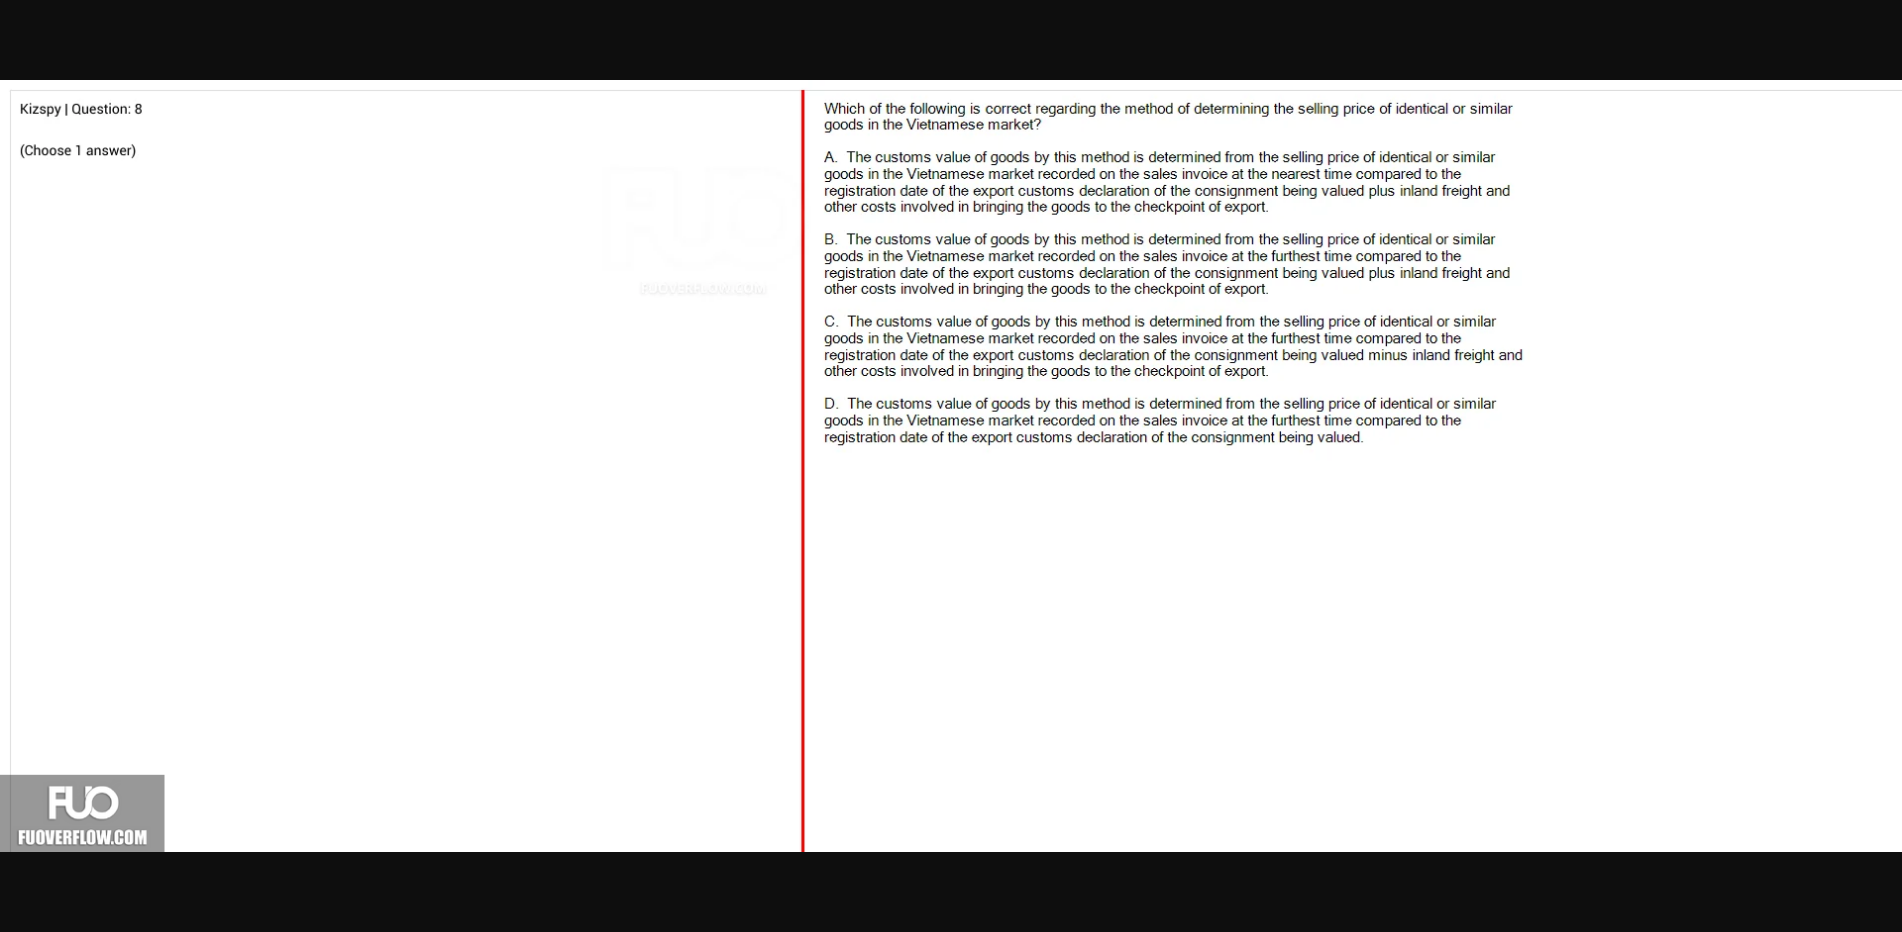 Kizspy | Question: 8
(Choose 1 answer)
Which of the following is correct regarding the method of determining the selling price of identical or similar
goods in the Vietnamese market?
A. The customs value of goods by this method is determined from the selling price of identical or similar
goods in the Vietnamese market recorded on the sales invoice at the nearest time compared to the
registration date of the export customs declaration of the consignment being valued plus inland freight and
other costs involved in bringing the goods to the checkpoint of export.
B. The customs value of goods by this method is determined from the selling price of identical or similar
goods in the Vietnamese market recorded on the sales invoice at the furthest time compared to the
registration date of the export customs declaration of the consignment being valued plus inland freight and
other costs involved in bringing the goods to the checkpoint of export.
C. The customs value of goods by this method is determined from the selling price of identical or similar
goods in the Vietnamese market recorded on the sales invoice at the furthest time compared to the
registration date of the export customs declaration of the consignment being valued minus inland freight and
other costs involved in bringing the goods to the checkpoint of export.
D. The customs value of goods by this method is determined from the selling price of identical or similar
goods in the Vietnamese market recorded on the sales invoice at the furthest time compared to the
registration date of the export customs declaration of the consignment being valued.
FUO
FUOVERFLOW.COM
FUO
FUOVERFLOW.COM